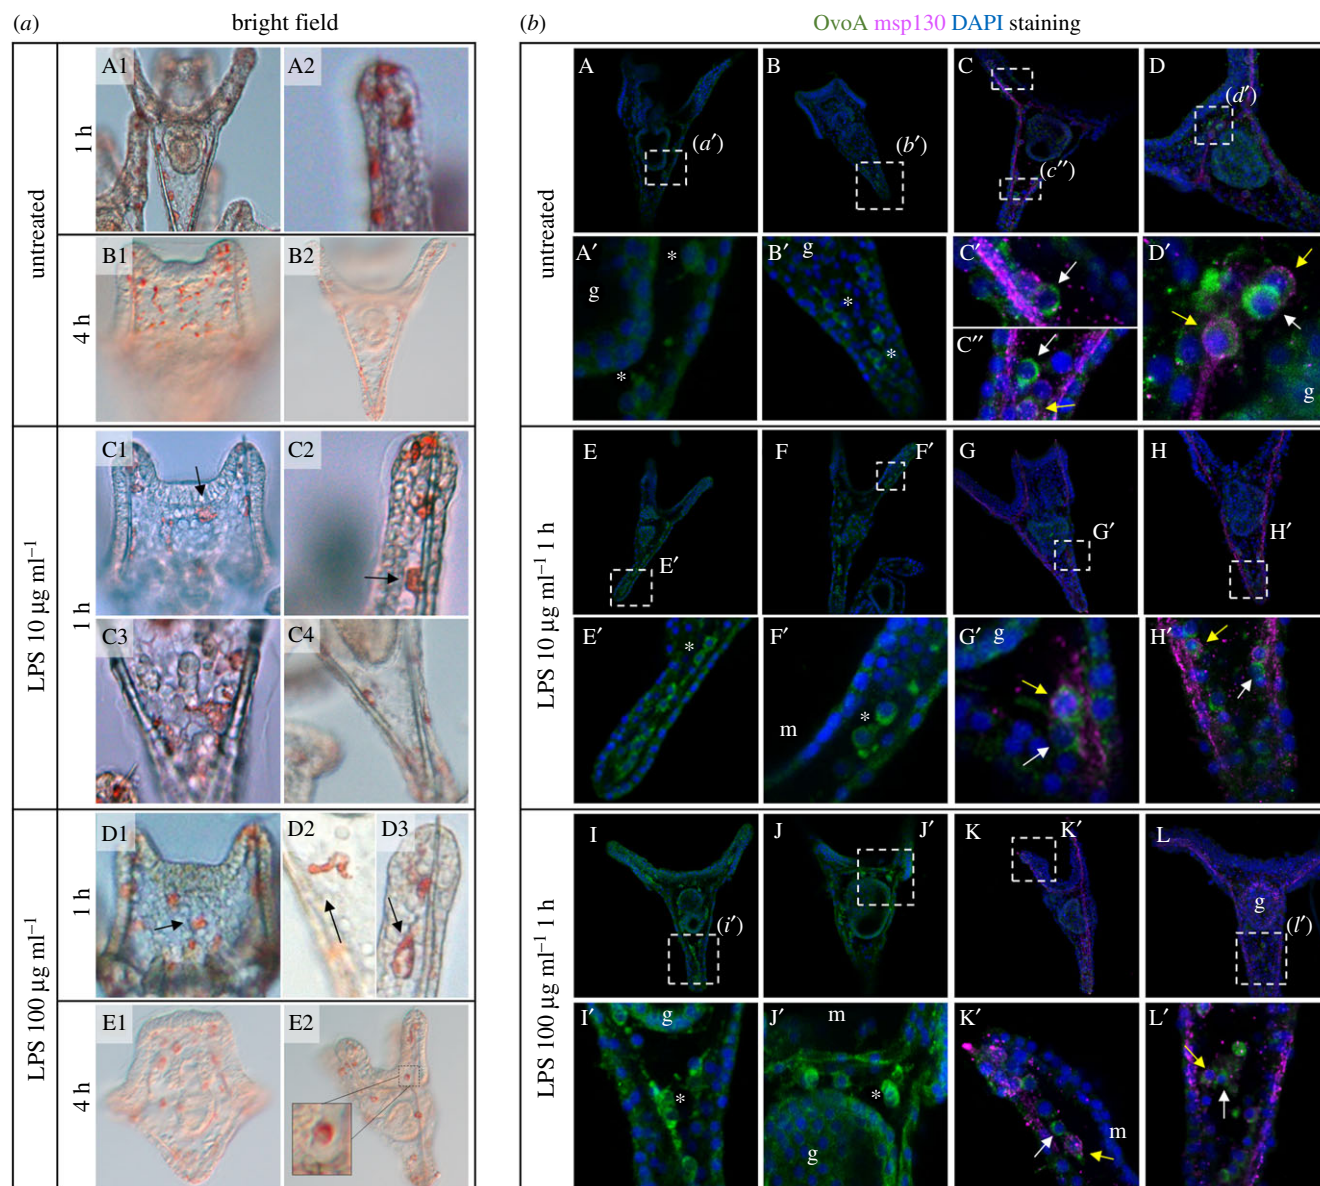 (a) bright field
(b) OvoA msp130 DAPI staining
untreated
1 h
A1 A2
4 h
B1 B2
LPS 10 µg ml−1
1 h
C1 C2
C3 C4
LPS 100 µg ml−1
1 h
D1 D2 D3
4 h
E1 E2
untreated
A B C D
(a′) (b′) (c″) (d′)
A′ B′ C′ D′
C″
* g g * * * * g
LPS 10 µg ml−1 1 h
E F F′ G H
E′ G′ H′
E′ F′ G′ H′
* m * g
LPS 100 µg ml−1 1 h
I J J′ K K′ L
(i′) g (l′)
I′ J′ K′ L′
g * m * g m